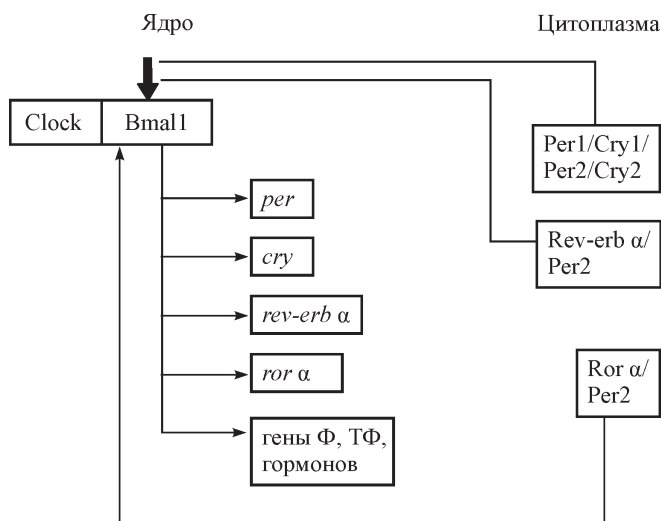 Ядро
Цитоплазма
Clock
Bmal1
Per1/Cry1/
Per2/Cry2
per
Rev-erb α/
Per2
cry
rev-erb α
ror α
Ror α/
Per2
гены Ф, ТФ,
гормонов